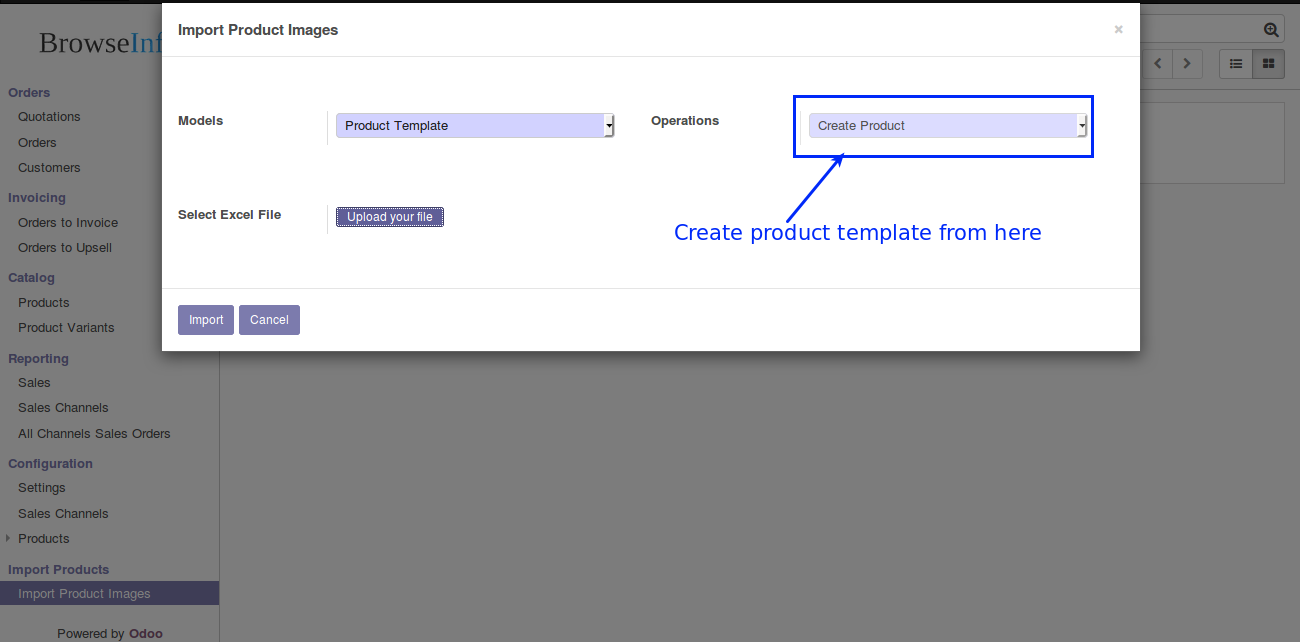 Import Product Images
×
BrowseInf
Orders
Quotations
Orders
Customers
Invoicing
Orders to Invoice
Orders to Upsell
Catalog
Products
Product Variants
Reporting
Sales
Sales Channels
All Channels Sales Orders
Configuration
Settings
Sales Channels
Products
Import Products
Import Product Images
Powered by Odoo
Models
Product Template
Operations
Create Product
Select Excel File
Upload your file
Create product template from here
Import
Cancel